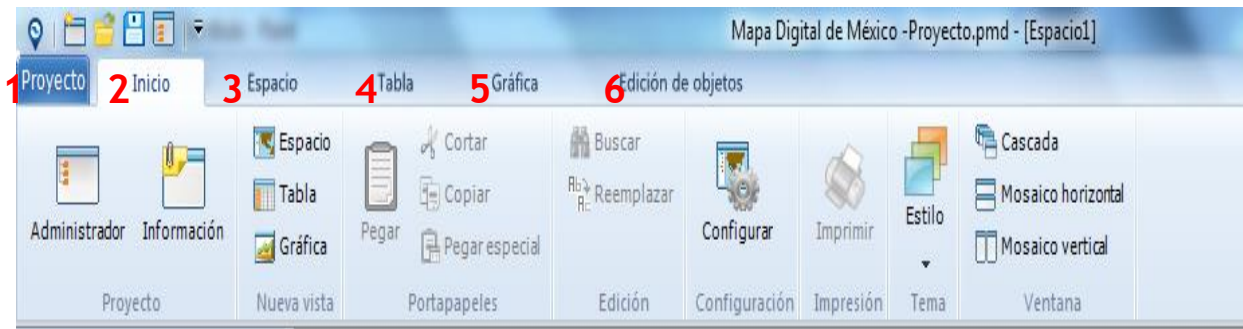 Mapa Digital de México -Proyecto.pmd - [Espacio1]
1 Proyecto 2 Inicio 3 Espacio 4 Tabla 5 Gráfica 6 Edición de objetos
Espacio Cortar Buscar Cascada
Tabla Copiar Reemplazar Mosaico horizontal
Administrador Información Gráfica Pegar Pegar especial Configurar Imprimir Estilo Mosaico vertical
Proyecto Nueva vista Portapapeles Edición Configuración Impresión Tema Ventana